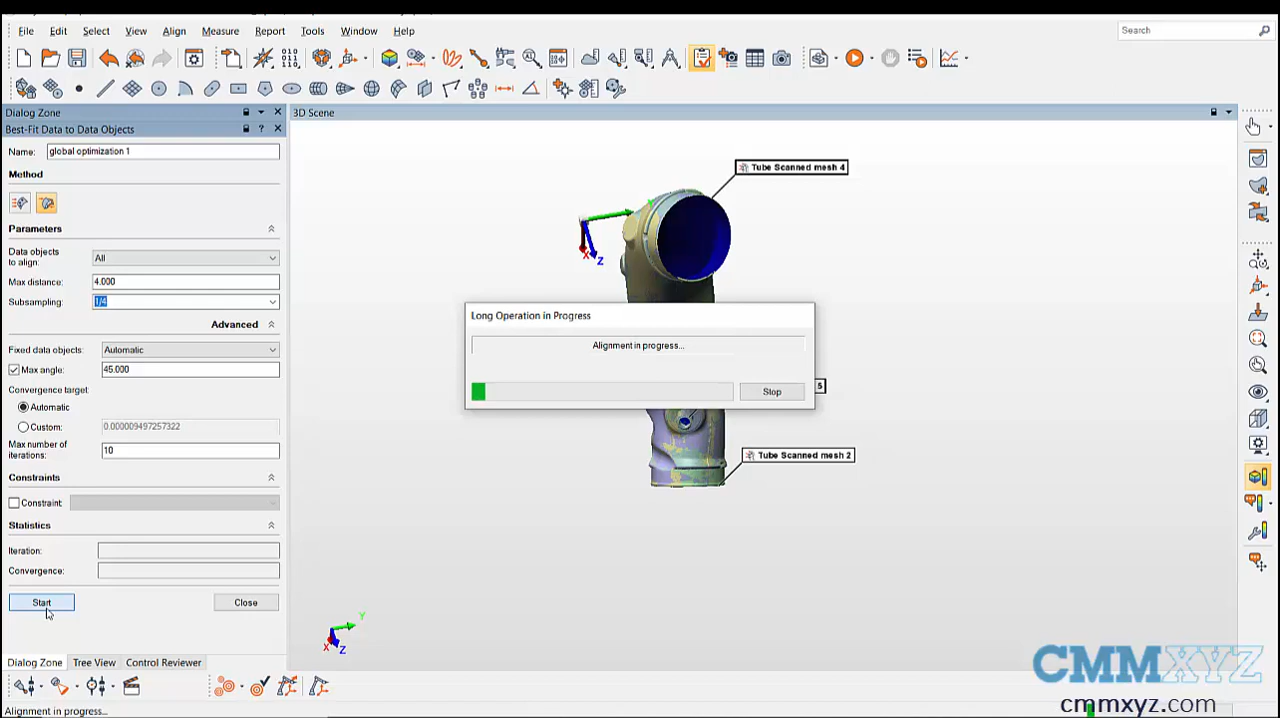 File Edit Select View Align Measure Report Tools Window Help
Search
Dialog Zone
3D Scene
Best-Fit Data to Data Objects
Name: global optimization 1
Method
Parameters
Data objects
to align: All
Max distance: 4.000
Subsampling: 1/4
Advanced
Fixed data objects: Automatic
Max angle: 45.000
Convergence target:
Automatic
Custom: 0.000009497257322
Max number of
iterations: 10
Constraints
Constraint:
Statistics
Iteration:
Convergence:
Start Close
Dialog Zone Tree View Control Reviewer
Alignment in progress...
Tube Scanned mesh 4
X Y Z
Long Operation in Progress
Alignment in progress...
Stop
5
Tube Scanned mesh 2
X Y Z
CMMXYZ
cmmxyz.com